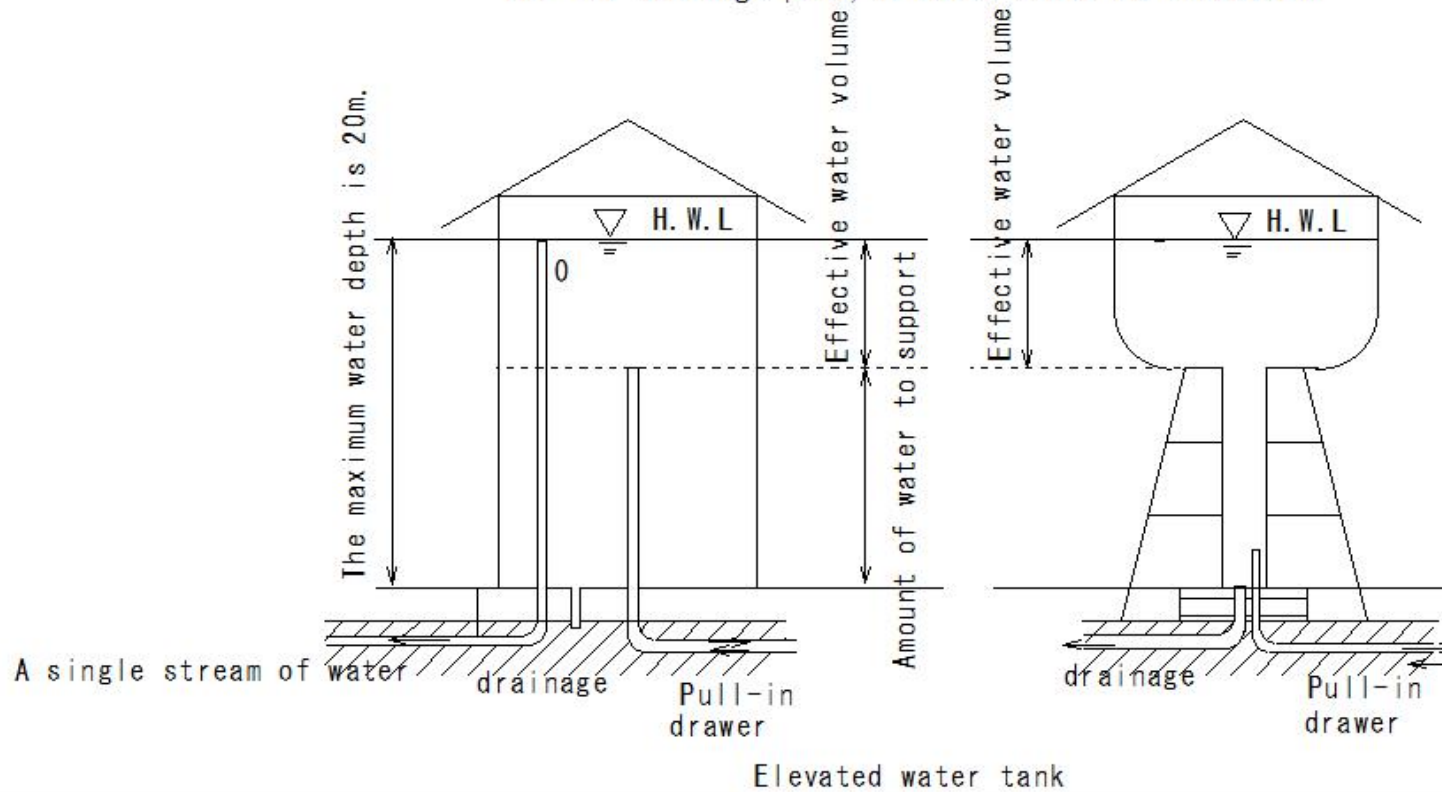 The maximum water depth is 20m.
H.W.L
0
Effective water volume
Amount of water to support
Effective water volume
H.W.L
A single stream of water
drainage
Pull-in
drawer
drainage
Pull-in
drawer
Elevated water tank